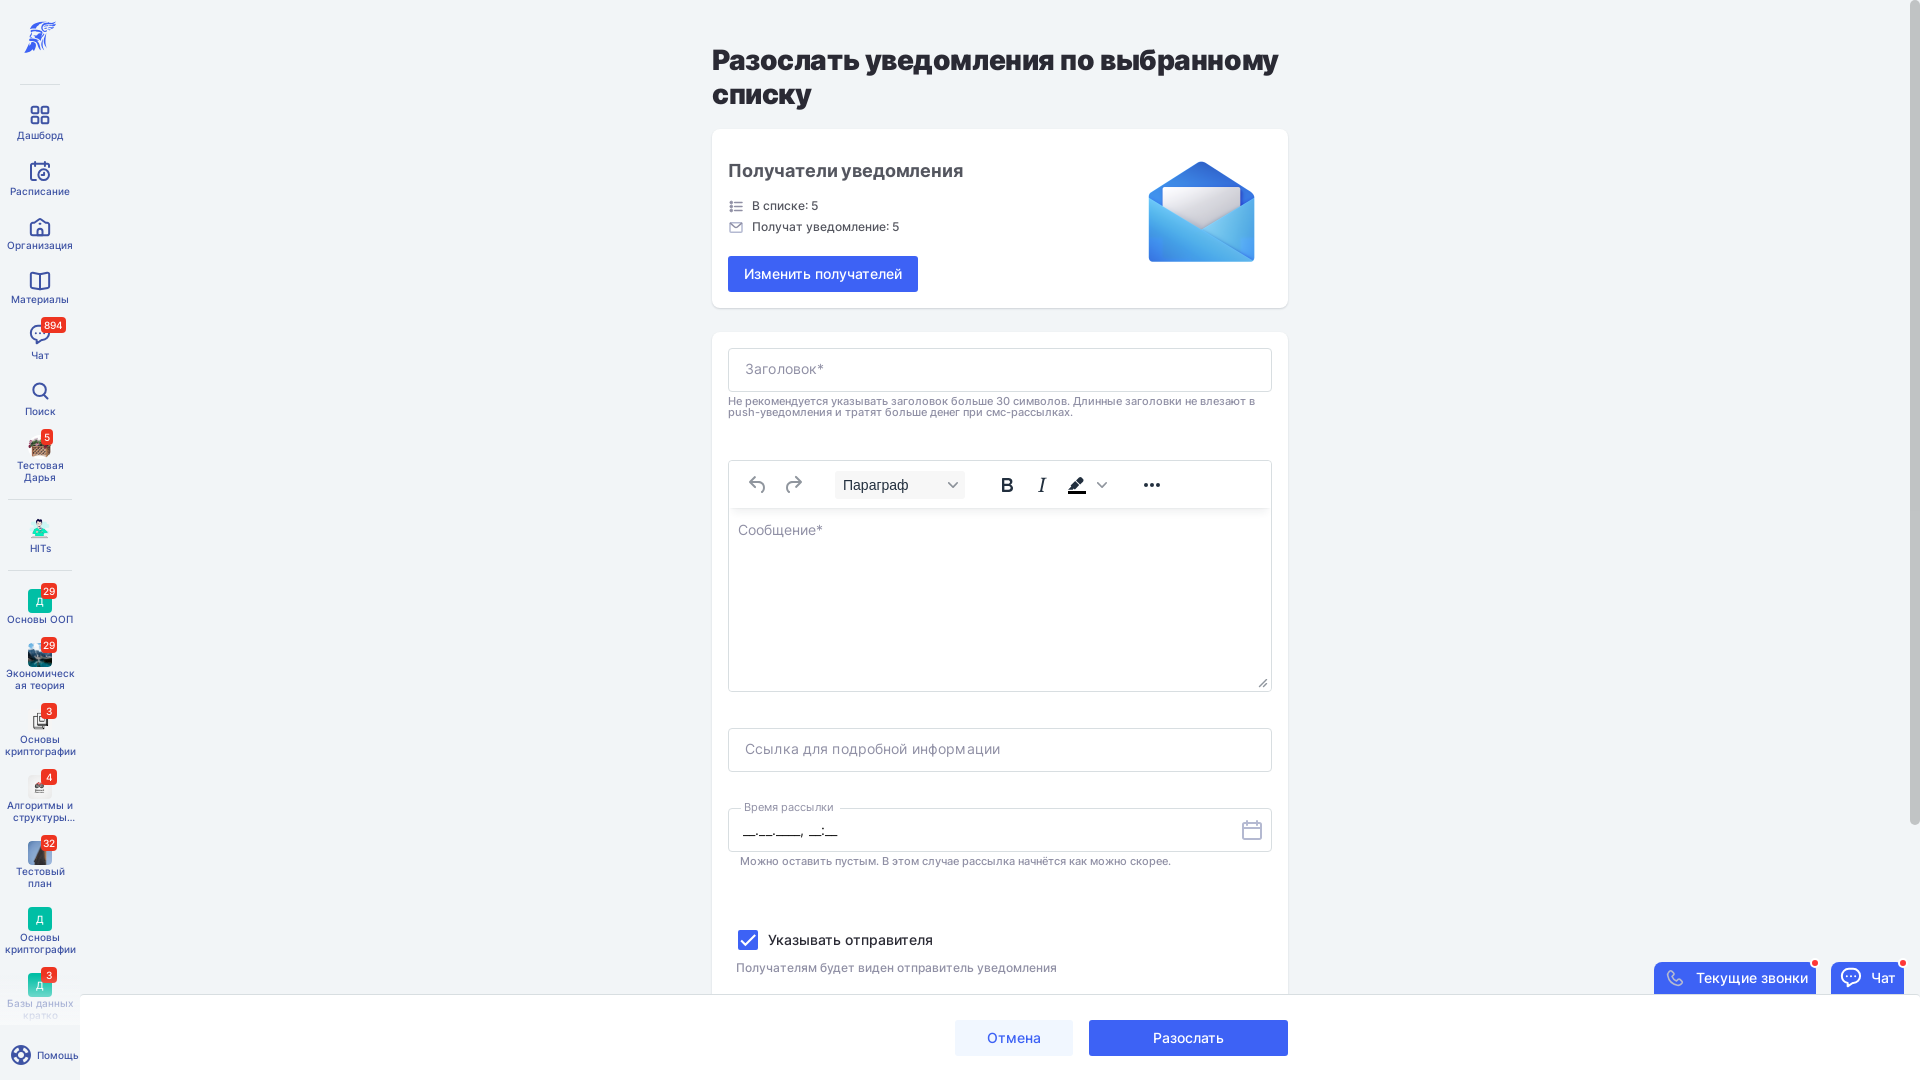 Разослать уведомления по выбранному
списку
Получатели уведомления
В списке: 5
Получат уведомление: 5
Изменить получателей
Заголовок*
Не рекомендуется указывать заголовок больше 30 символов. Длинные заголовки не влезают в
push-уведомления и тратят больше денег при смс-рассылках.
Параграф
Сообщение*
Ссылка для подробной информации
Время рассылки
__.__.____, __:__
Можно оставить пустым. В этом случае рассылка начнётся как можно скорее.
Указывать отправителя
Получателям будет виден отправитель уведомления
Отмена
Разослать
Текущие звонки
Чат
Дашборд
Расписание
Организация
Материалы
894
Чат
Поиск
5
Тестовая
Дарья
HITs
29
Д
Основы ООП
29
Экономическ
ая теория
3
Основы
криптографии
4
Алгоритмы и
структуры...
32
Тестовый
план
Д
Основы
криптографии
3
Д
Базы данных
кратко
Помощь